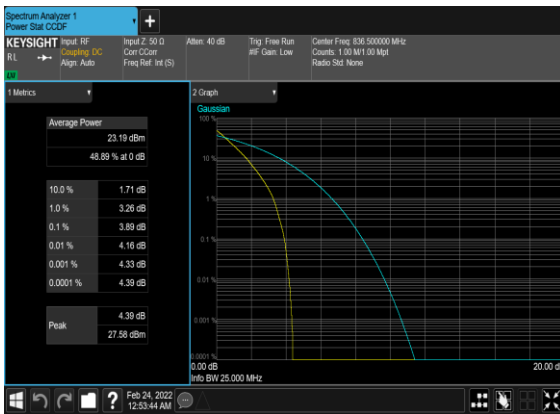 Spectrum Analyzer 1
Power Stat CCDF
KEYSIGHT
RL
LV
Input: RF
Coupling: DC
Align: Auto
Input Z: 50 Ω
Corr CCorr
Freq Ref: Int (S)
Atten: 40 dB
Trig: Free Run
#IF Gain: Low
Center Freq: 836.500000 MHz
Counts: 1.00 M/1.00 Mpt
Radio Std: None
1 Metrics
Average Power
23.19 dBm
48.89 % at 0 dB
10.0 % 1.71 dB
1.0 % 3.26 dB
0.1 % 3.89 dB
0.01 % 4.16 dB
0.001 % 4.33 dB
0.0001 % 4.39 dB
Peak
4.39 dB
27.58 dBm
2 Graph
Gaussian
100 %
10 %
1 %
0.1 %
0.01 %
0.001 %
0.0001 %
0.00 dB
20.00 d
Info BW 25.000 MHz
?
Feb 24, 2022
12:53:44 AM